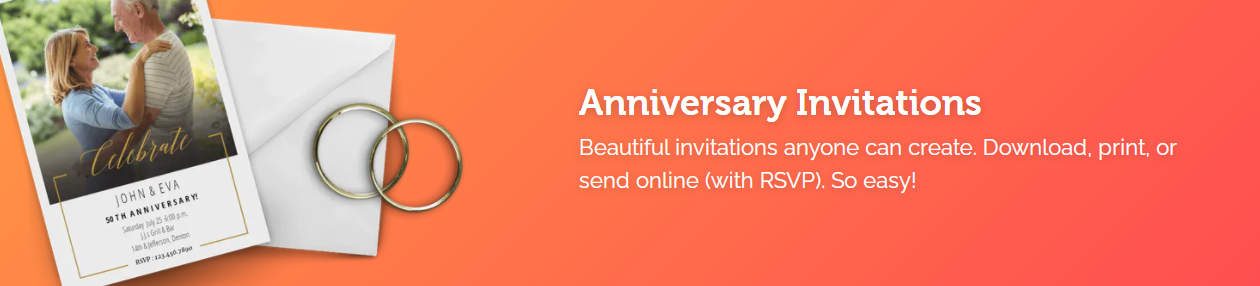 Celebrate
JOHN & EVA
50TH ANNIVERSARY!
Saturday July 25 6:00 p.m.
J.J.s Grill & Bar
14th & Jefferson, Denton
RSVP : 123.456.7890
Anniversary Invitations
Beautiful invitations anyone can create. Download, print, or
send online (with RSVP). So easy!